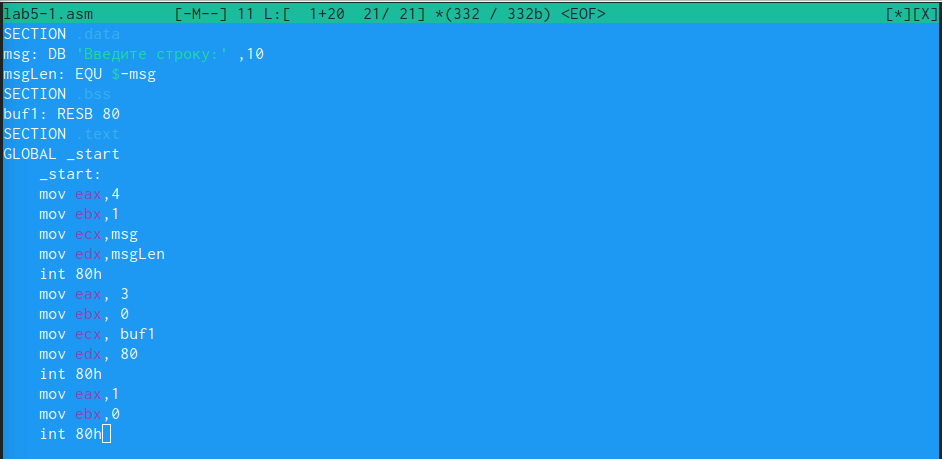 lab5-1.asm [-M--] 11 L:[ 1+20 21/ 21] *(332 / 332b) <EOF> [*][X]
SECTION .data
msg: DB 'Введите строку:' ,10
msgLen: EQU $-msg
SECTION .bss
buf1: RESB 80
SECTION .text
GLOBAL _start
_start:
mov eax,4
mov ebx,1
mov ecx,msg
mov edx,msgLen
int 80h
mov eax, 3
mov ebx, 0
mov ecx, buf1
mov edx, 80
int 80h
mov eax,1
mov ebx,0
int 80h